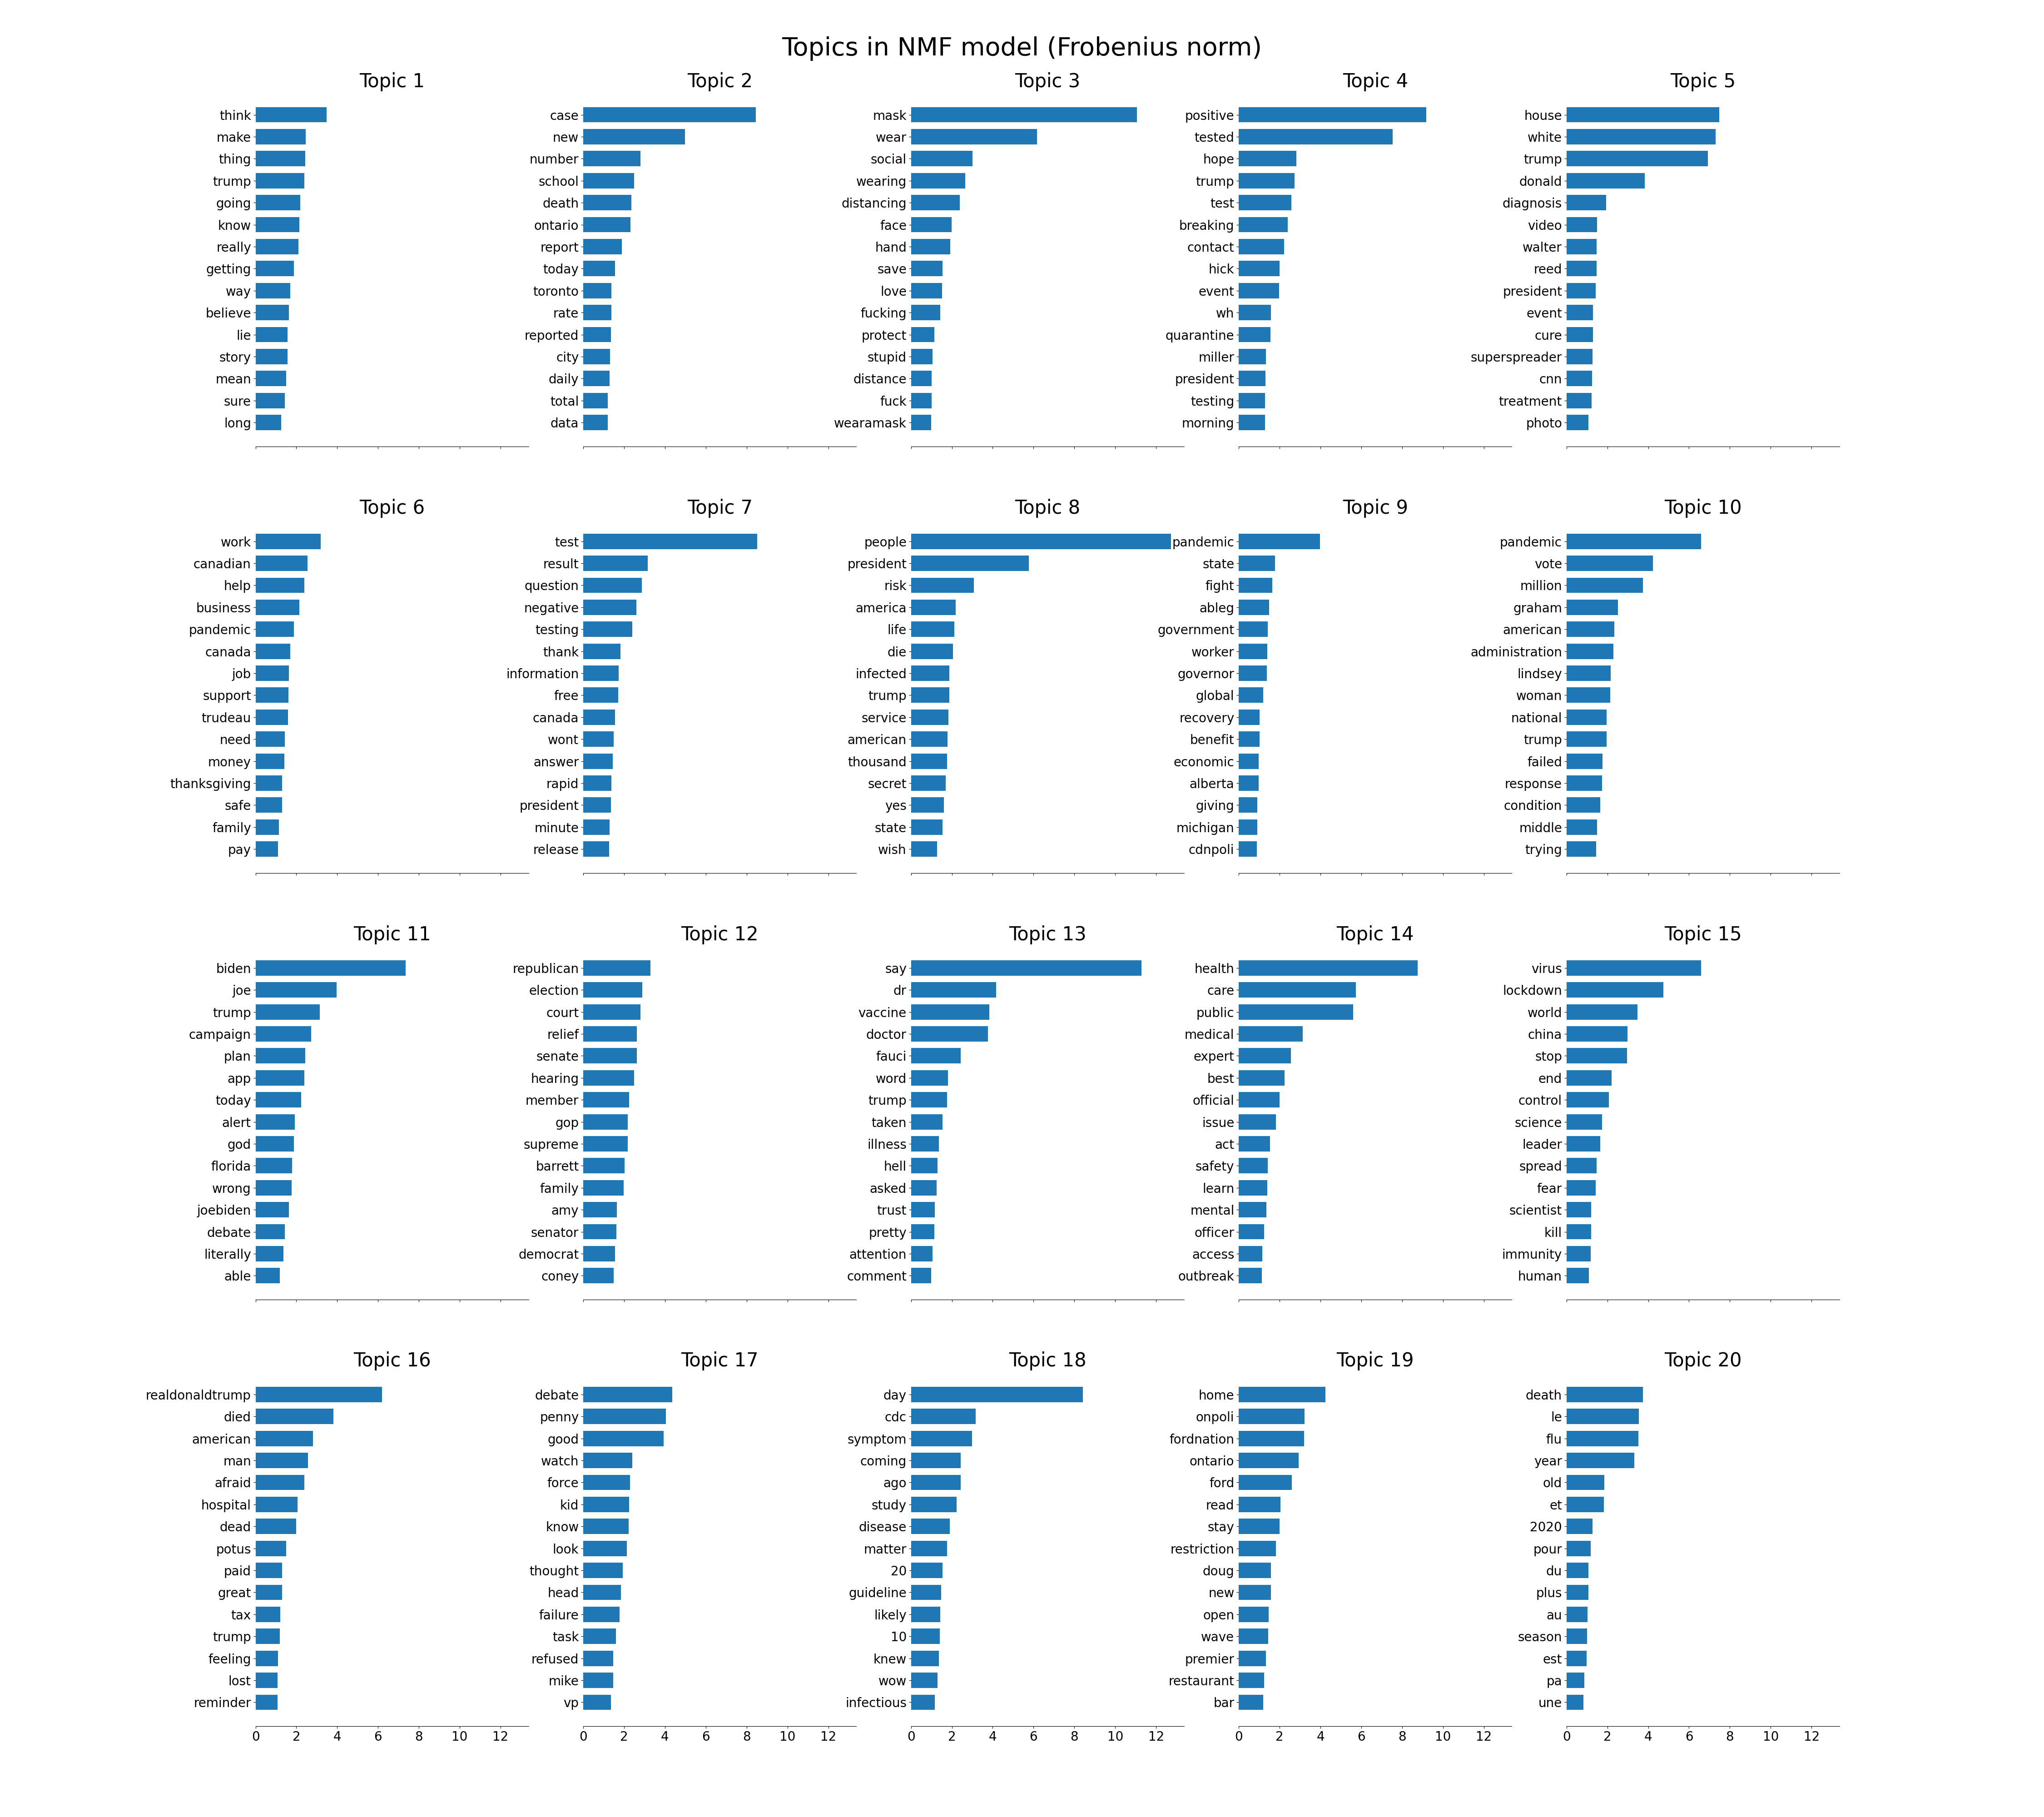 Topics in NMF model (Frobenius norm)
Topic 1
think
make
thing
trump
going
know
really
getting
way
believe
lie
story
mean
sure
long
Topic 2
case
new
number
school
death
ontario
report
today
toronto
rate
reported
city
daily
total
data
Topic 3
mask
wear
social
wearing
distancing
face
hand
save
love
fucking
protect
stupid
distance
fuck
wearamask
Topic 4
positive
tested
hope
trump
test
breaking
contact
hick
event
wh
quarantine
miller
president
testing
morning
Topic 5
house
white
trump
donald
diagnosis
video
walter
reed
president
event
cure
superspreader
cnn
treatment
photo
Topic 6
work
canadian
help
business
pandemic
canada
job
support
trudeau
need
money
thanksgiving
safe
family
pay
Topic 7
test
result
question
negative
testing
thank
information
free
canada
wont
answer
rapid
president
minute
release
Topic 8
people
president
risk
america
life
die
infected
trump
service
american
thousand
secret
yes
state
wish
Topic 9
pandemic
state
fight
ableg
government
worker
governor
global
recovery
benefit
economic
alberta
giving
michigan
cdnpoli
Topic 10
pandemic
vote
million
graham
american
administration
lindsey
woman
national
trump
failed
response
condition
middle
trying
Topic 11
biden
joe
trump
campaign
plan
app
today
alert
god
florida
wrong
joebiden
debate
literally
able
Topic 12
republican
election
court
relief
senate
hearing
member
gop
supreme
barrett
family
amy
senator
democrat
coney
Topic 13
say
dr
vaccine
doctor
fauci
word
trump
taken
illness
hell
asked
trust
pretty
attention
comment
Topic 14
health
care
public
medical
expert
best
official
issue
act
safety
learn
mental
officer
access
outbreak
Topic 15
virus
lockdown
world
china
stop
end
control
science
leader
spread
fear
scientist
kill
immunity
human
Topic 16
realdonaldtrump
died
american
man
afraid
hospital
dead
potus
paid
great
tax
trump
feeling
lost
reminder
0 2 4 6 8 10 12
Topic 17
debate
penny
good
watch
force
kid
know
look
thought
head
failure
task
refused
mike
vp
0 2 4 6 8 10 12
Topic 18
day
cdc
symptom
coming
ago
study
disease
matter
20
guideline
likely
10
knew
wow
infectious
0 2 4 6 8 10 12
Topic 19
home
onpoli
fordnation
ontario
ford
read
stay
restriction
doug
new
open
wave
premier
restaurant
bar
0 2 4 6 8 10 12
Topic 20
death
le
flu
year
old
et
2020
pour
du
plus
au
season
est
pa
une
0 2 4 6 8 10 12